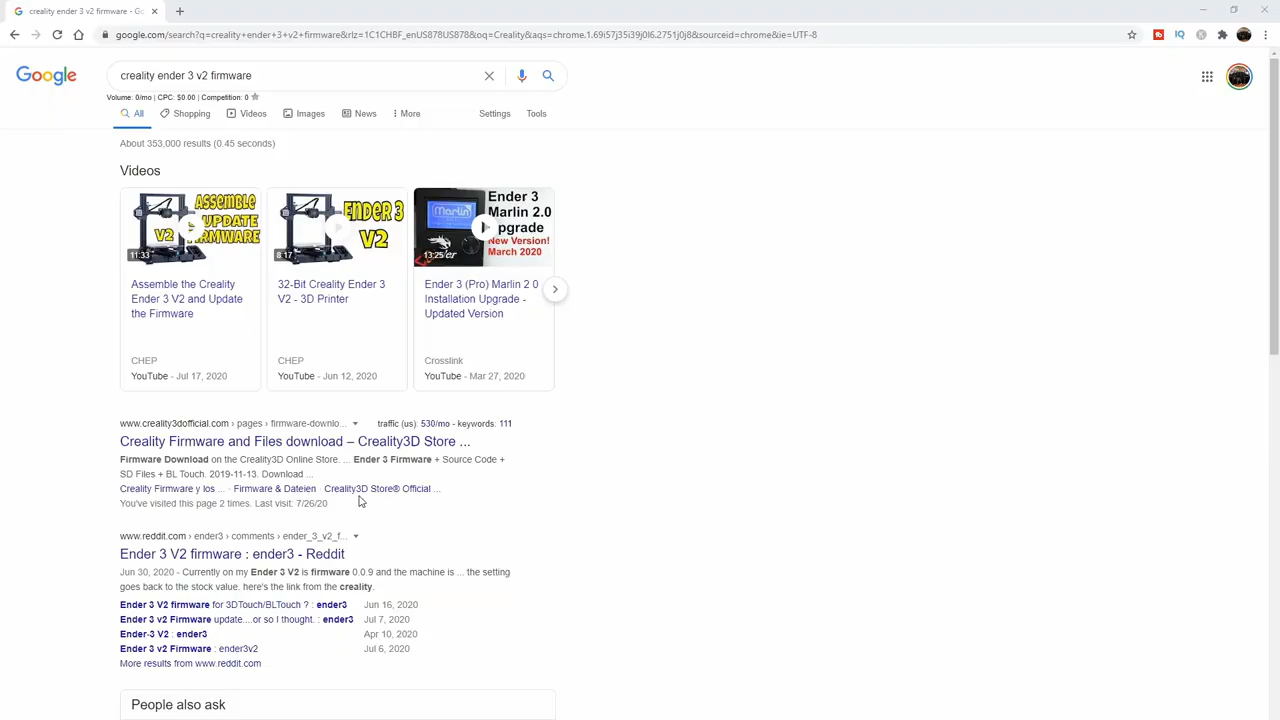 creality ender 3 v2 firmware - Go
google.com/search?q=creality+ender+3+v2+firmware&rlz=1C1CHBF_enUS878US878&oq=Creality&aqs=chrome.1.69i57j35i39j0l6.2751j0j8&sourceid=chrome&ie=UTF-8
Google
creality ender 3 v2 firmware
Volume: 0/mo | CPC: $0.00 | Competition: 0
All Shopping Videos Images News More Settings Tools
About 353,000 results (0.45 seconds)
Videos
ASSEMBLE
UPDATE
FIRMWARE
V2
11:33
ENDER 3
V2
8:17
Ender 3
Marlin 2.0
Upgrade
New Version!
March 2020
Marlin
13:25
Assemble the Creality
Ender 3 V2 and Update
the Firmware
CHEP
YouTube - Jul 17, 2020
32-Bit Creality Ender 3
V2 - 3D Printer
CHEP
YouTube - Jun 12, 2020
Ender 3 (Pro) Marlin 2 0
Installation Upgrade -
Updated Version
Crosslink
YouTube - Mar 27, 2020
www.creality3dofficial.com › pages › firmware-downlo... traffic (us): 530/mo - keywords: 111
Creality Firmware and Files download – Creality3D Store ...
Firmware Download on the Creality3D Online Store. ... Ender 3 Firmware + Source Code +
SD Files + BL Touch. 2019-11-13. Download ...
Creality Firmware y los ... · Firmware & Dateien · Creality3D Store® Official ...
You've visited this page 2 times. Last visit: 7/26/20
www.reddit.com › ender3 › comments › ender_3_v2_f...
Ender 3 V2 firmware : ender3 - Reddit
Jun 30, 2020 - Currently on my Ender 3 V2 is firmware 0.0.9 and the machine is ... the setting
goes back to the stock value. here's the link from the creality.
Ender 3 V2 firmware for 3DTouch/BLTouch ? : ender3 Jun 16, 2020
Ender 3 v2 Firmware update....or so I thought. : ender3 Jul 7, 2020
Ender-3 V2 : ender3 Apr 10, 2020
Ender 3 v2 Firmware : ender3v2 Jul 6, 2020
More results from www.reddit.com
People also ask